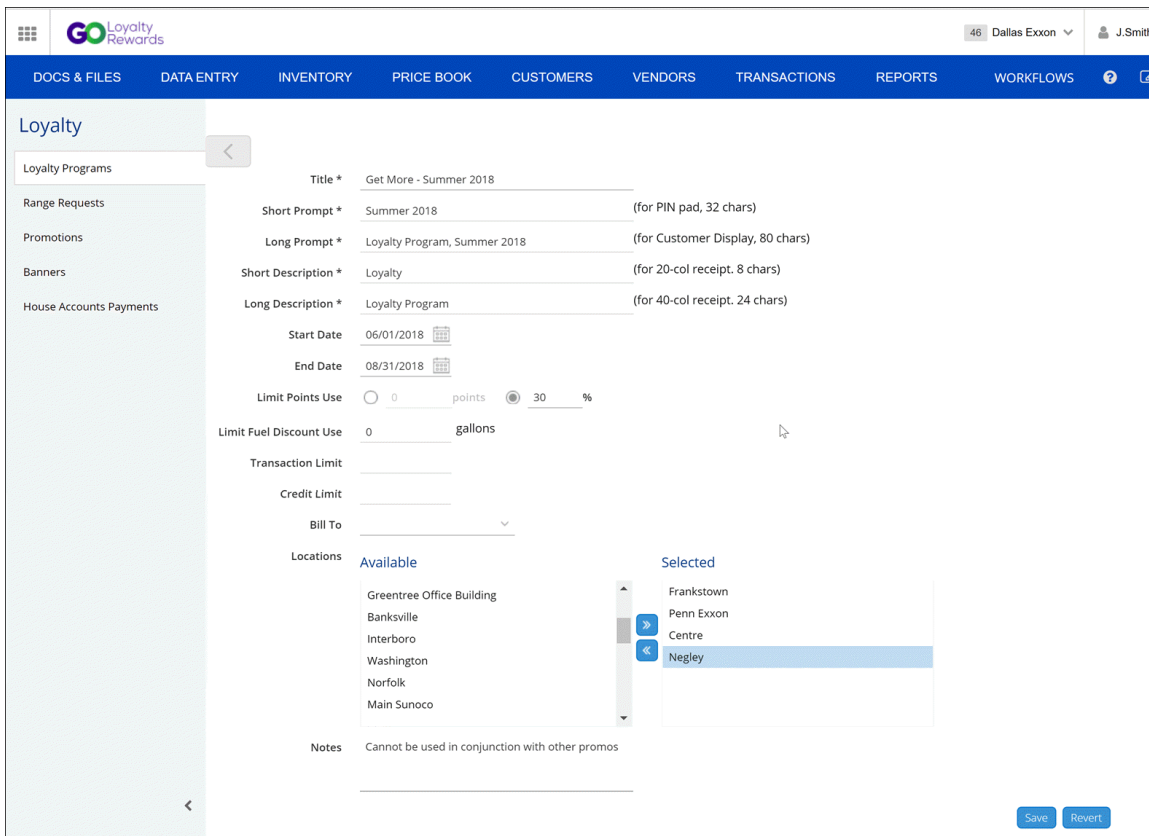 GO Loyalty Rewards
46 Dallas Exxon
J.Smith
DOCS & FILES DATA ENTRY INVENTORY PRICE BOOK CUSTOMERS VENDORS TRANSACTIONS REPORTS WORKFLOWS ?
Loyalty
Loyalty Programs
Range Requests
Promotions
Banners
House Accounts Payments
Title * Get More - Summer 2018
Short Prompt * Summer 2018 (for PIN pad, 32 chars)
Long Prompt * Loyalty Program, Summer 2018 (for Customer Display, 80 chars)
Short Description * Loyalty (for 20-col receipt. 8 chars)
Long Description * Loyalty Program (for 40-col receipt. 24 chars)
Start Date 06/01/2018
End Date 08/31/2018
Limit Points Use 0 points 30 %
Limit Fuel Discount Use 0 gallons
Transaction Limit
Credit Limit
Bill To
Locations
Available
Greentree Office Building
Banksville
Interboro
Washington
Norfolk
Main Sunoco
Selected
Frankstown
Penn Exxon
Centre
Negley
Notes Cannot be used in conjunction with other promos
Save Revert